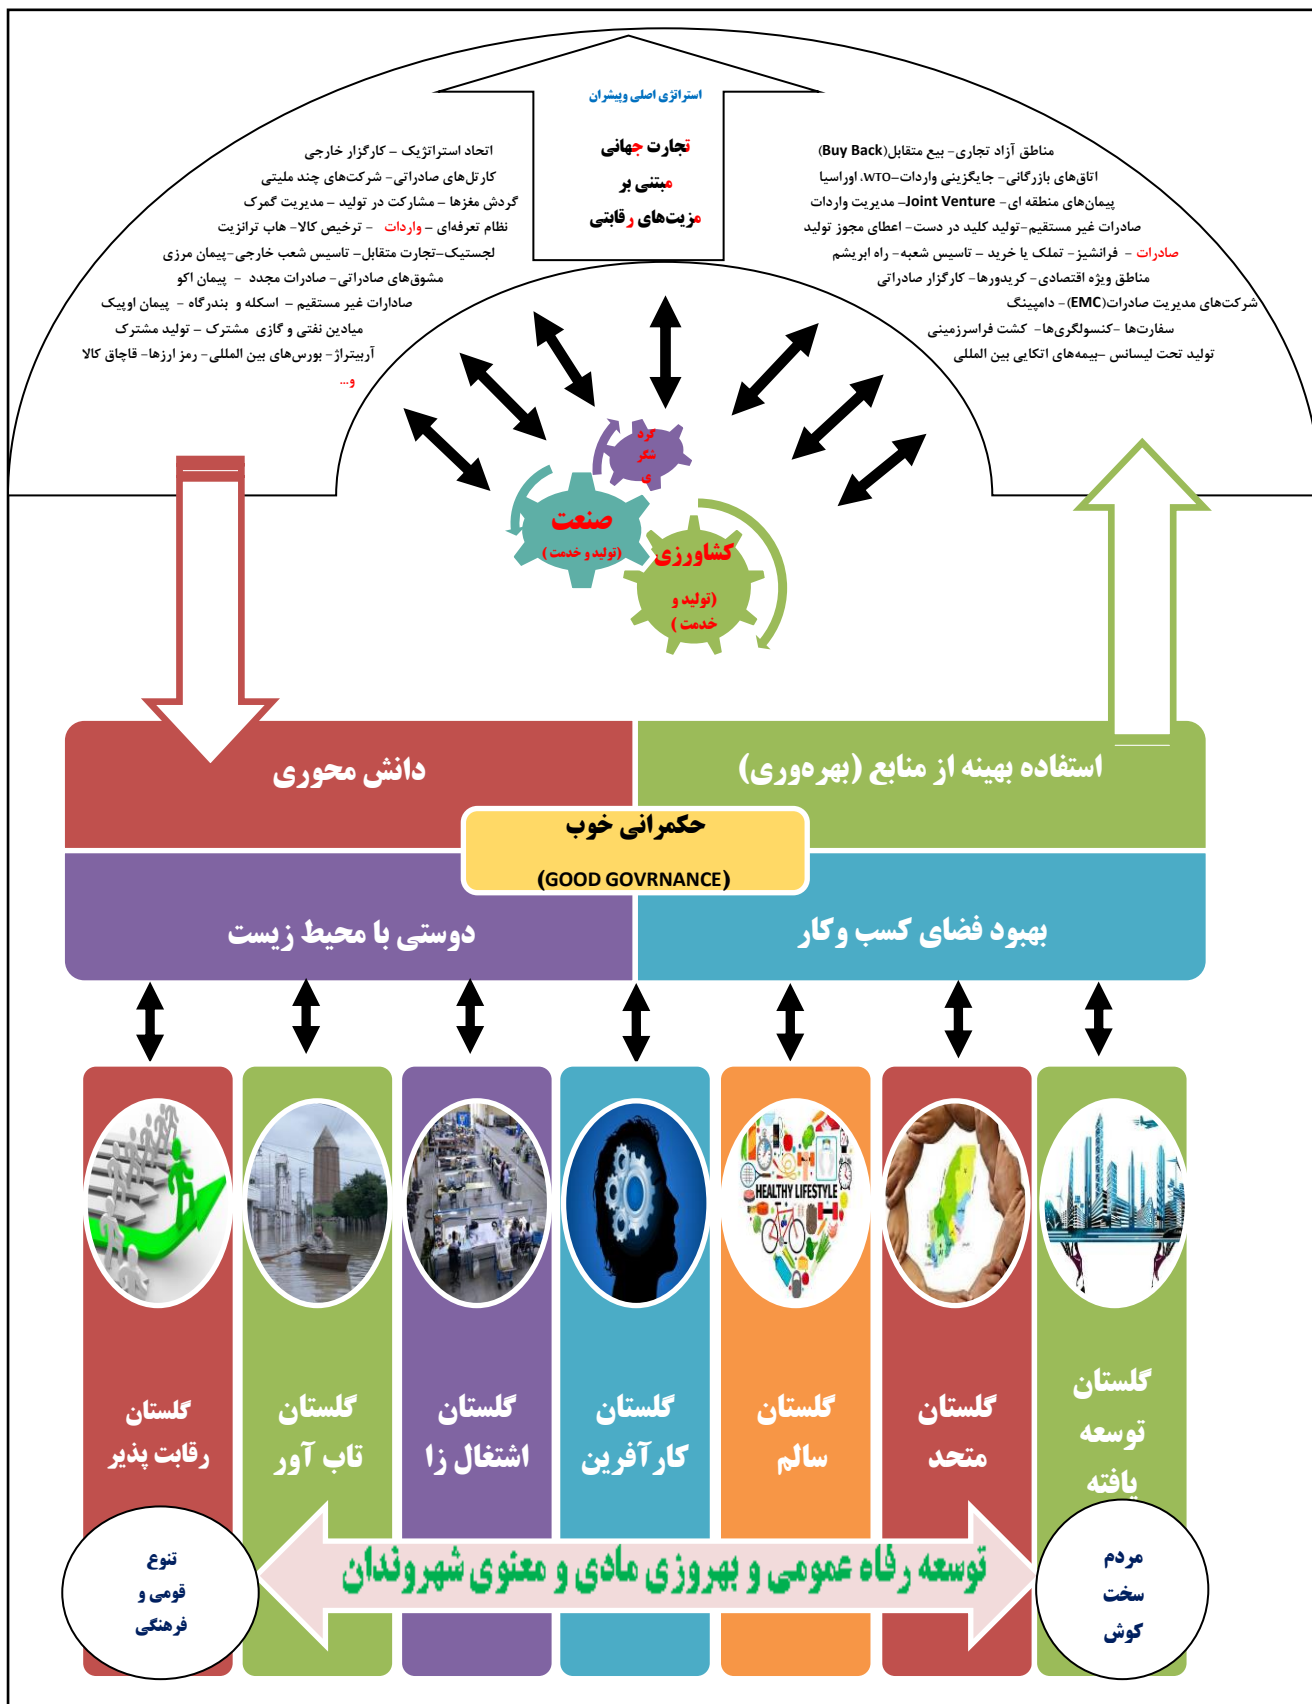 استراتژی اصلی وپیشران
تجارت جهانی
مبتنی بر
مزیت‌های رقابتی
مناطق آزاد تجاری- بیع متقابل(Buy Back)
اتاق‌های بازرگانی- جایگزینی واردات–WTO، اوراسیا
پیمان‌های منطقه ای- Joint Venture– مدیریت واردات
صادرات غیر مستقیم –تولید کلید در دست- اعطای مجوز تولید
صادرات - فرانشیز- تملک یا خرید – تاسیس شعبه- راه ابریشم
مناطق ویژه اقتصادی- کریدورها- کارگزار صادراتی
شرکت‌های مدیریت صادرات(EMC)- دامپینگ
سفارت‌ها -کنسولگری‌ها- کشت فراسرزمینی
تولید تحت لیسانس –بیمه‌های اتکایی بین المللی
اتحاد استراتژیک – کارگزار خارجی
کارتل‌های صادراتی- شرکت‌های چند ملیتی
گردش مغزها – مشارکت در تولید – مدیریت گمرک
نظام تعرفه‌ای – واردات – ترخیص کالا- هاب ترانزیت
لجستیک–تجارت متقابل- تاسیس شعب خارجی-پیمان مرزی
مشوق‌های صادراتی- صادرات مجدد - پیمان اکو
صادارات غیر مستقیم – اسکله و بندرگاه - پیمان اوپیک
میادین نفتی و گازی مشترک – تولید مشترک
آربیتراژ- بورس‌های بین المللی- رمز ارزها- قاچاق کالا
و...
گرد
شگر
ی
صنعت
(تولید و خدمت )
کشاورزی
(تولید و
خدمت )
استفاده بهینه از منابع (بهره‌وری)
دانش محوری
حکمرانی خوب
(GOOD GOVRNANCE)
بهبود فضای کسب وکار
دوستی با محیط زیست
HEALTHY LIFESTYLE
گلستان
توسعه
یافته
گلستان
متحد
گلستان
سالم
گلستان
کارآفرین
گلستان
اشتغال زا
گلستان
تاب آور
گلستان
رقابت پذیر
مردم
سخت
کوش
توسعه رفاه عمومی و بهروزی مادی و معنوی شهروندان
تنوع
قومی و
فرهنگی